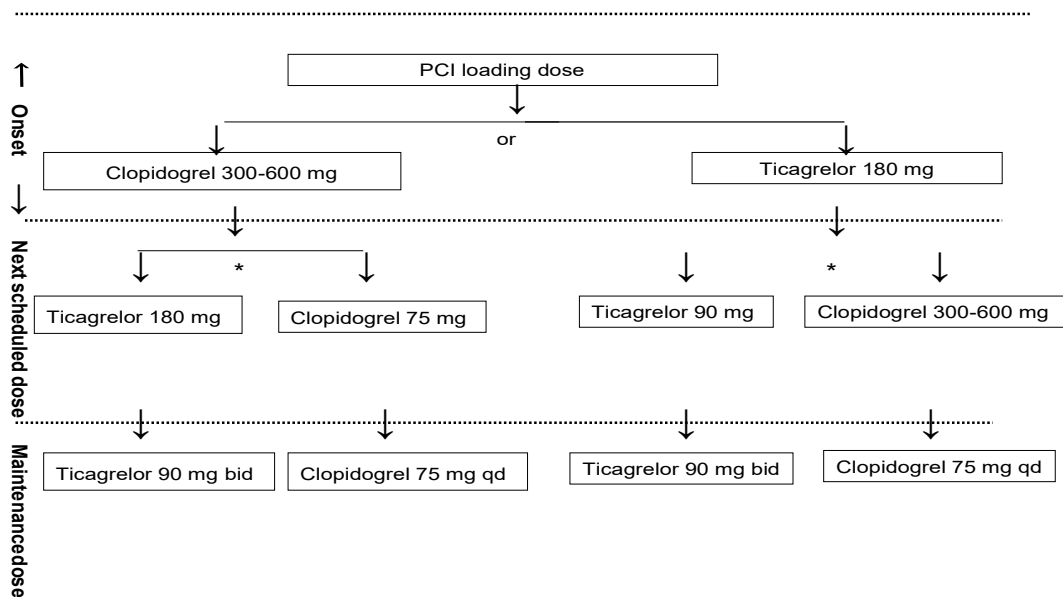 PCI loading dose
Onset
or
Clopidogrel 300-600 mg
Ticagrelor 180 mg
Next scheduled dose
*
*
Ticagrelor 180 mg
Clopidogrel 75 mg
Ticagrelor 90 mg
Clopidogrel 300-600 mg
Maintenancedose
Ticagrelor 90 mg bid
Clopidogrel 75 mg qd
Ticagrelor 90 mg bid
Clopidogrel 75 mg qd